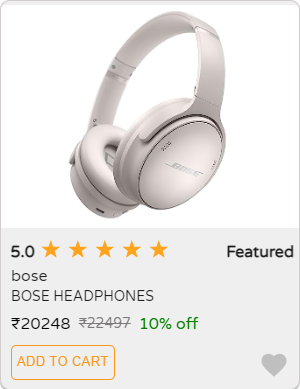 BOSE
5.0 Featured
bose
BOSE HEADPHONES
₹20248 ₹22497 10% off
ADD TO CART